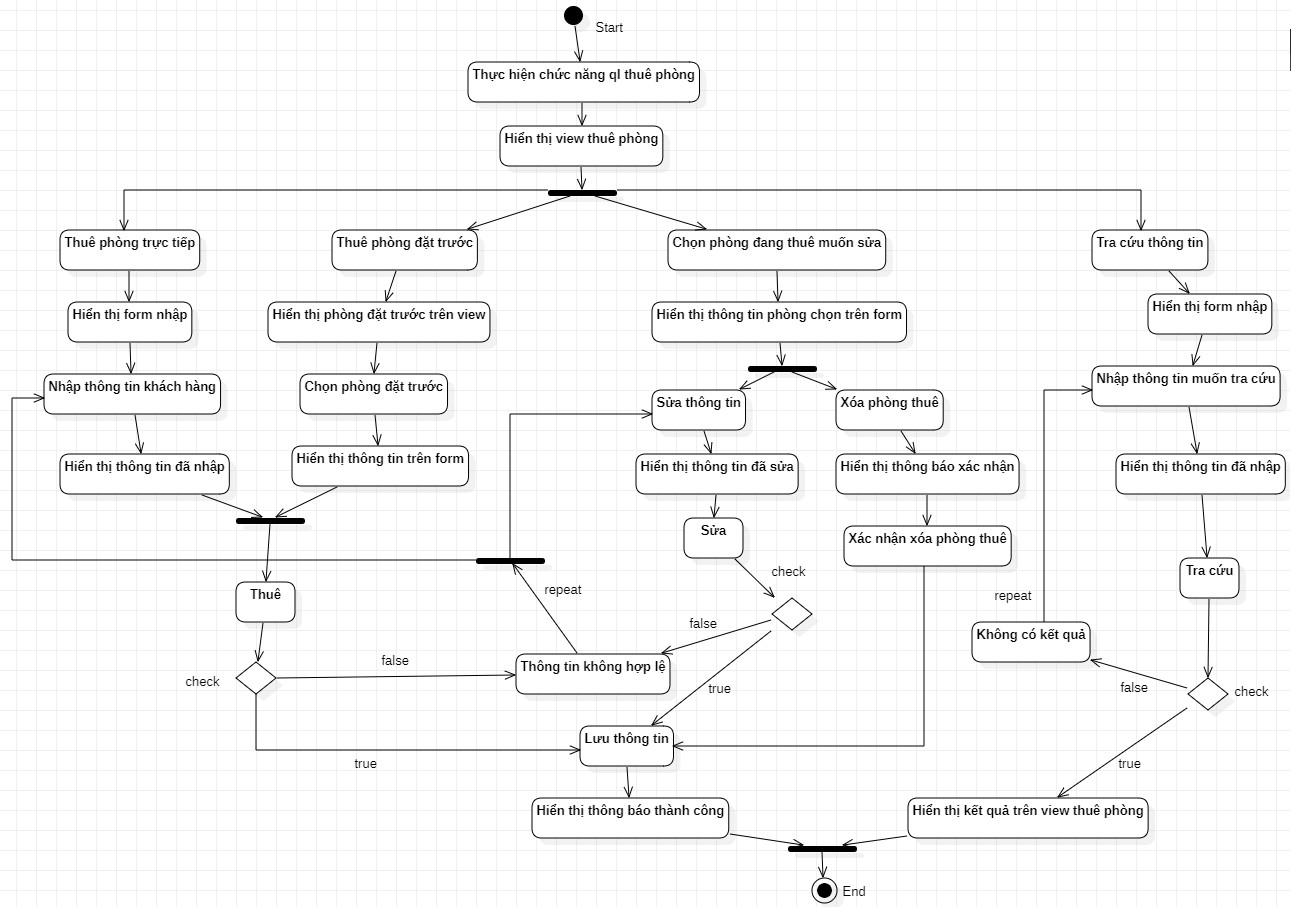 Start
Thực hiện chức năng ql thuê phòng
Hiển thị view thuê phòng
Thuê phòng trực tiếp
Thuê phòng đặt trước
Chọn phòng đang thuê muốn sửa
Tra cứu thông tin
Hiển thị form nhập
Hiển thị phòng đặt trước trên view
Hiển thị thông tin phòng chọn trên form
Hiển thị form nhập
Nhập thông tin khách hàng
Chọn phòng đặt trước
Sửa thông tin
Xóa phòng thuê
Nhập thông tin muốn tra cứu
Hiển thị thông tin đã nhập
Hiển thị thông tin trên form
Hiển thị thông tin đã sửa
Hiển thị thông báo xác nhận
Hiển thị thông tin đã nhập
Sửa
Xác nhận xóa phòng thuê
Thuê
repeat
check
Tra cứu
repeat
false
Không có kết quả
check
false
Thông tin không hợp lệ
true
false
check
Lưu thông tin
true
true
Hiển thị thông báo thành công
Hiển thị kết quả trên view thuê phòng
End